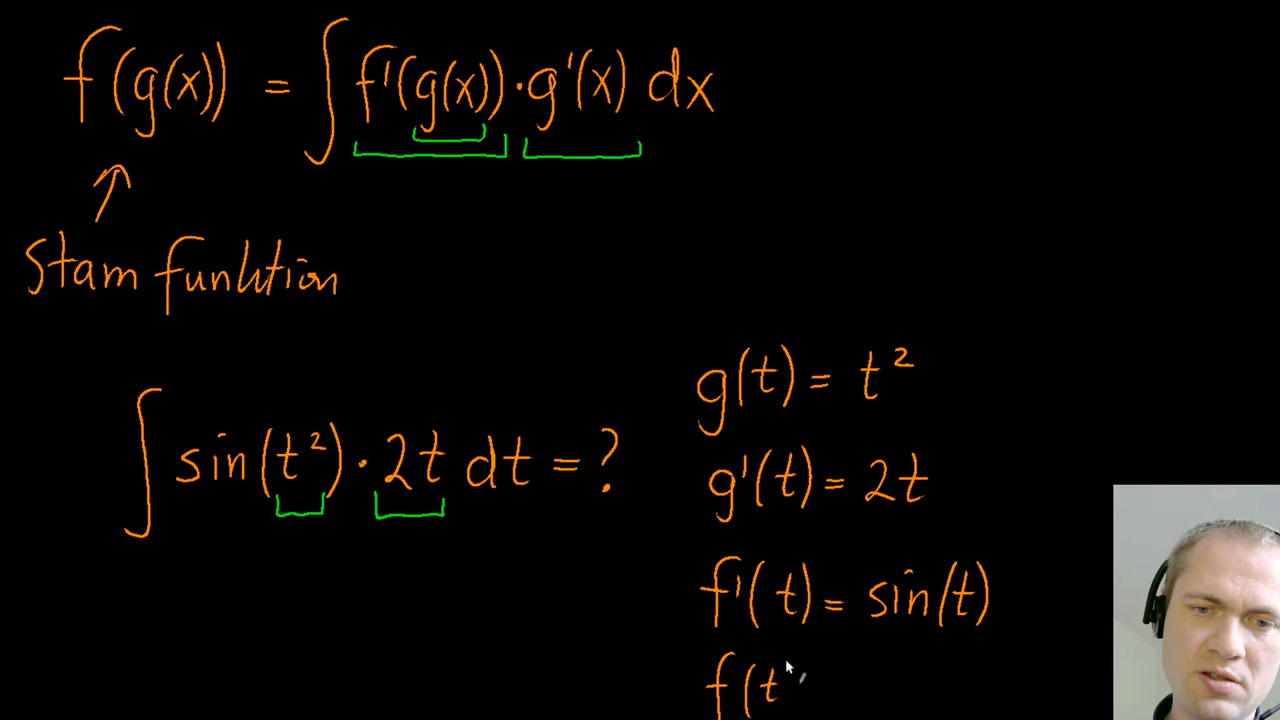 f(g(x)) = ∫ f'(g(x)) · g'(x) dx
Stam funktion
∫ sin(t²) · 2t dt = ?
g(t) = t²
g'(t) = 2t
f'(t) = sin(t)
f(t